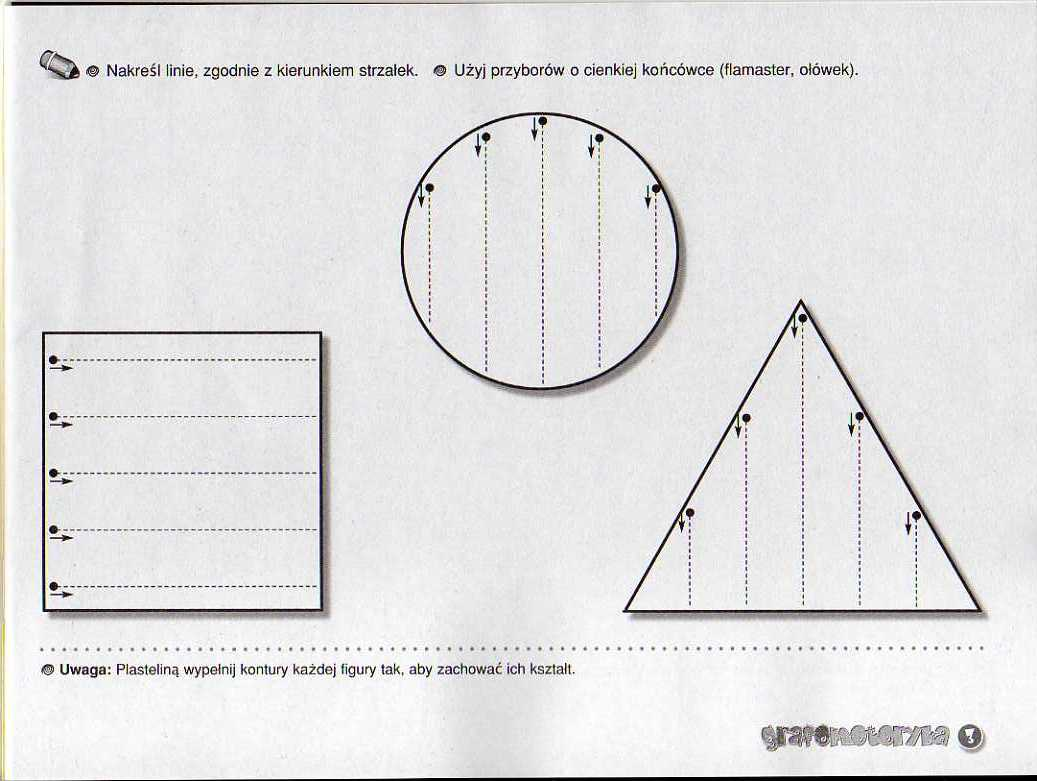 Nakreśl linie, zgodnie z kierunkiem strzałek. Użyj przyborów o cienkiej końcówce (flamaster, ołówek).
Uwaga: Plasteliną wypełnij kontury każdej figury tak, aby zachować ich kształt.
grafomotoryka 3